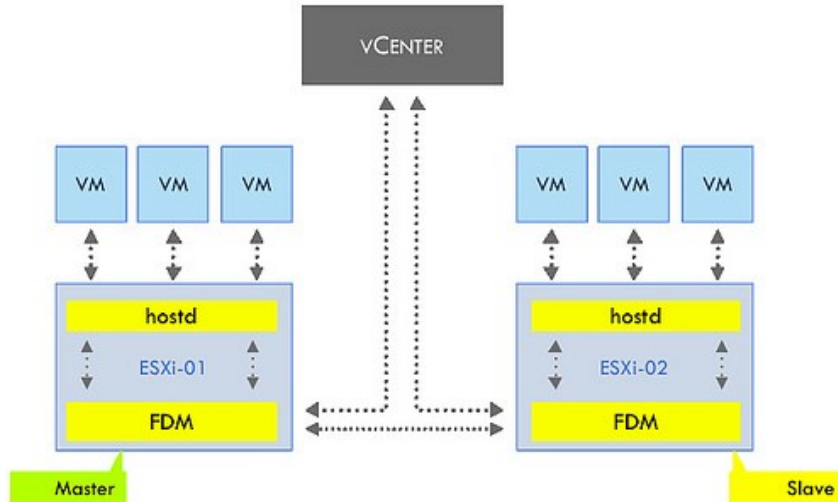 vCenter
VM VM VM VM VM VM
hostd hostd
ESXi-01 ESXi-02
FDM FDM
Master Slave